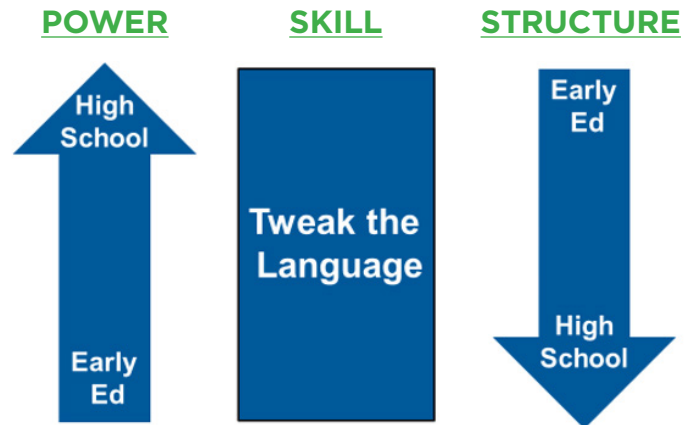 POWER
SKILL
STRUCTURE
High
School
Early
Ed
Tweak the
Language
Early
Ed
High
School